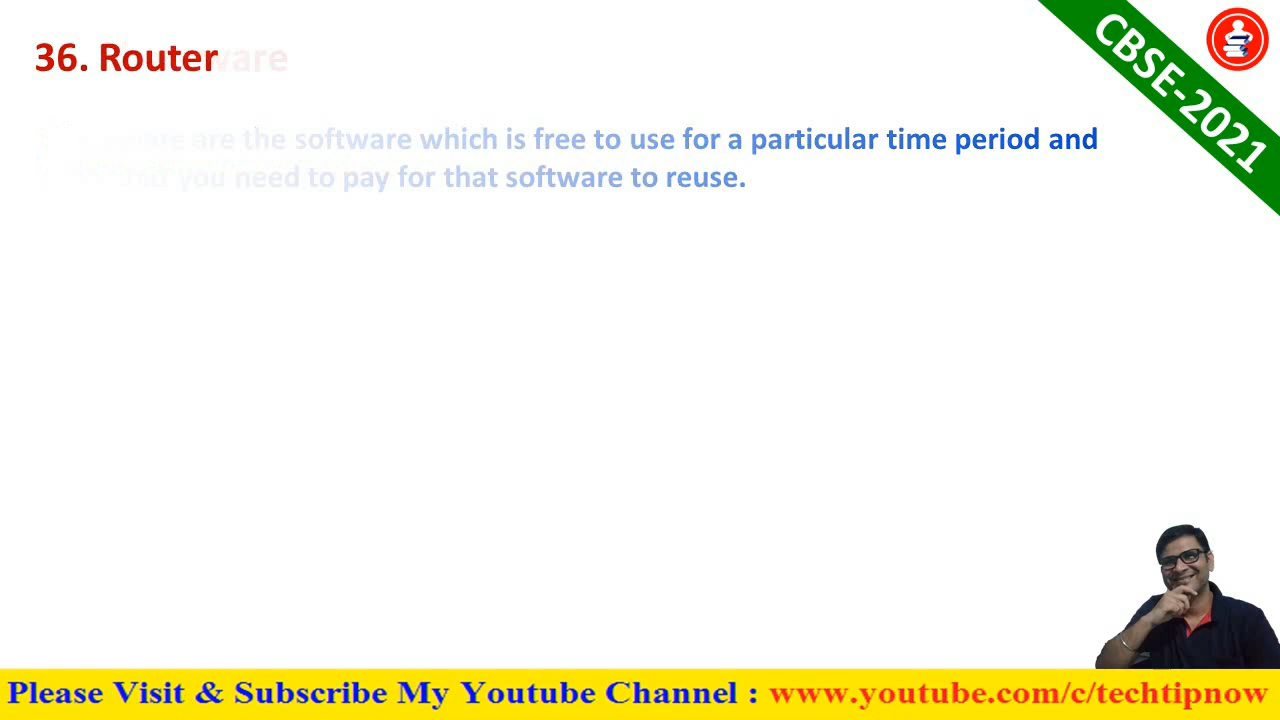 36. Router
CBSE-2021
are the software which is free to use for a particular time period and
you need to pay for that software to reuse.
Please Visit & Subscribe My Youtube Channel : www.youtube.com/c/techtipnow